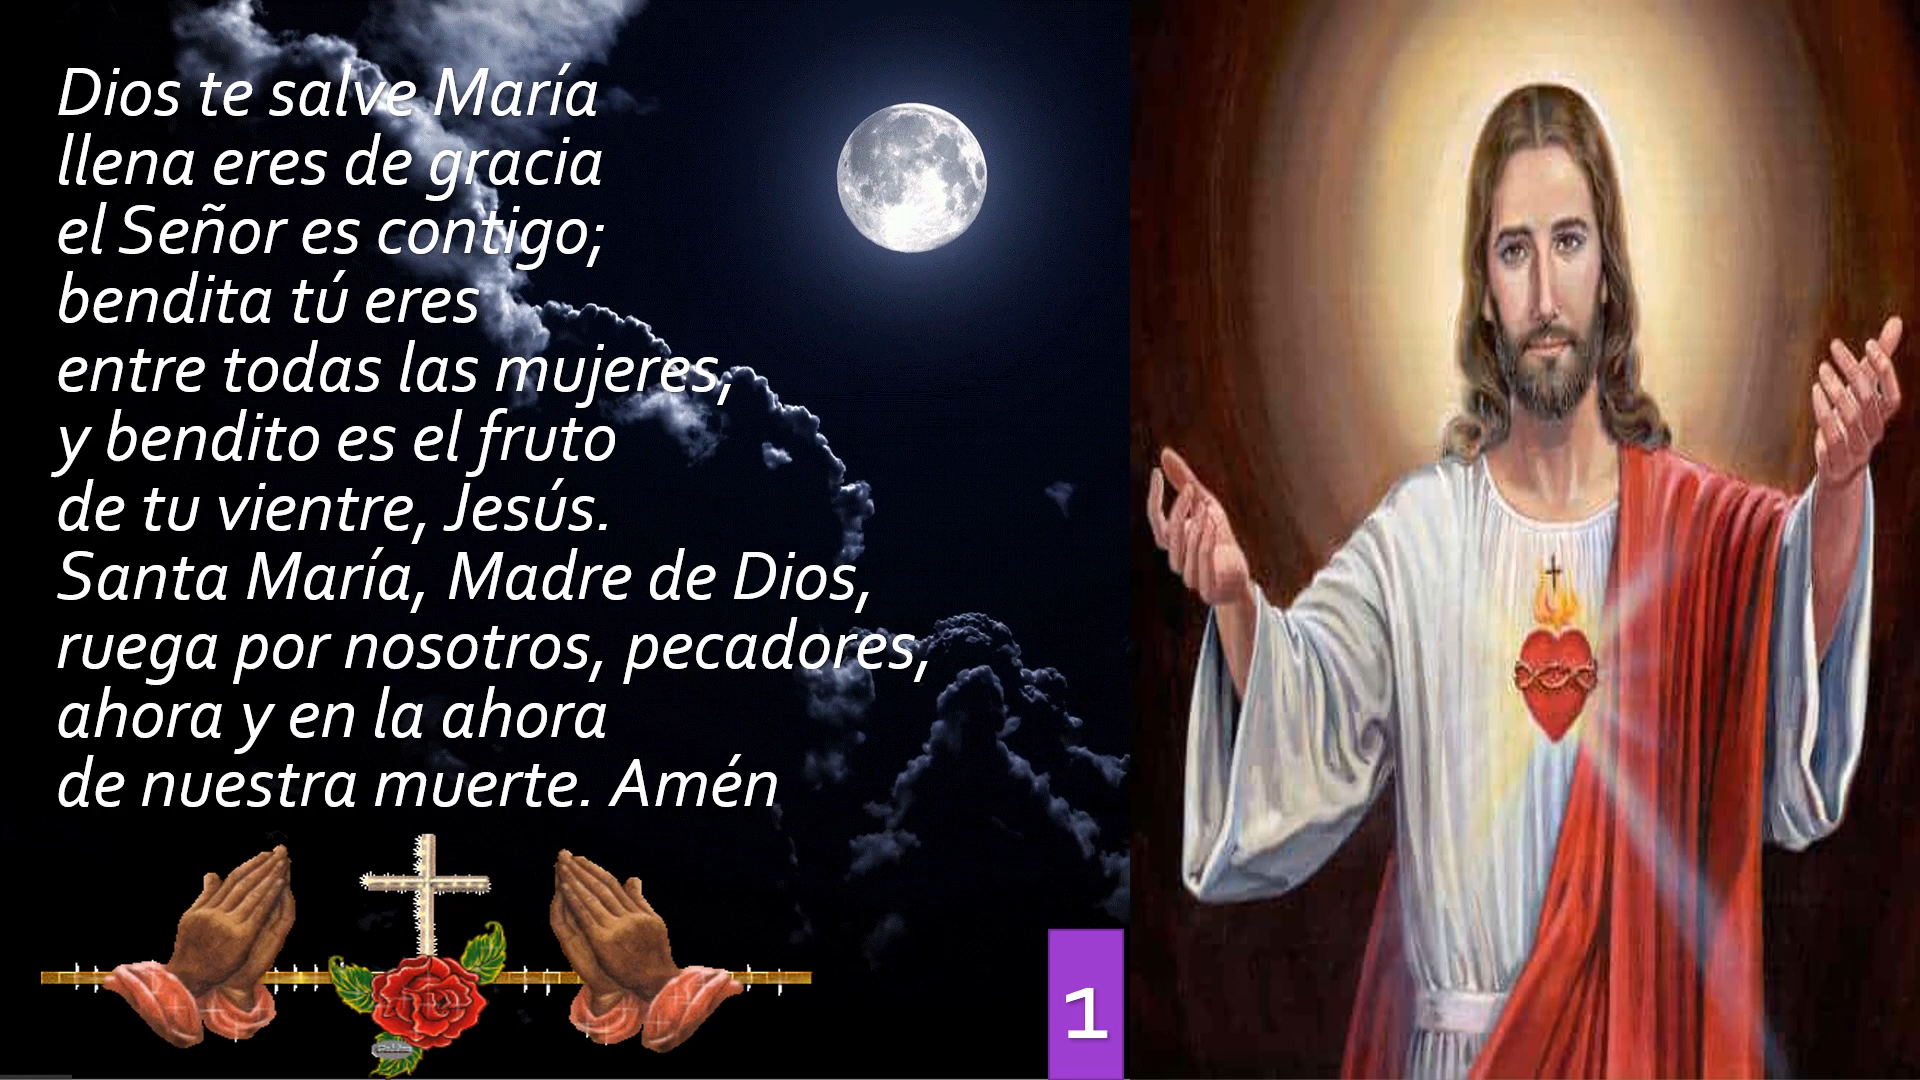 Dios te salve María
llena eres de gracia
el Señor es contigo;
bendita tú eres
entre todas las mujeres,
y bendito es el fruto
de tu vientre, Jesús.
Santa María, Madre de Dios,
ruega por nosotros, pecadores,
ahora y en la ahora
de nuestra muerte. Amén
1